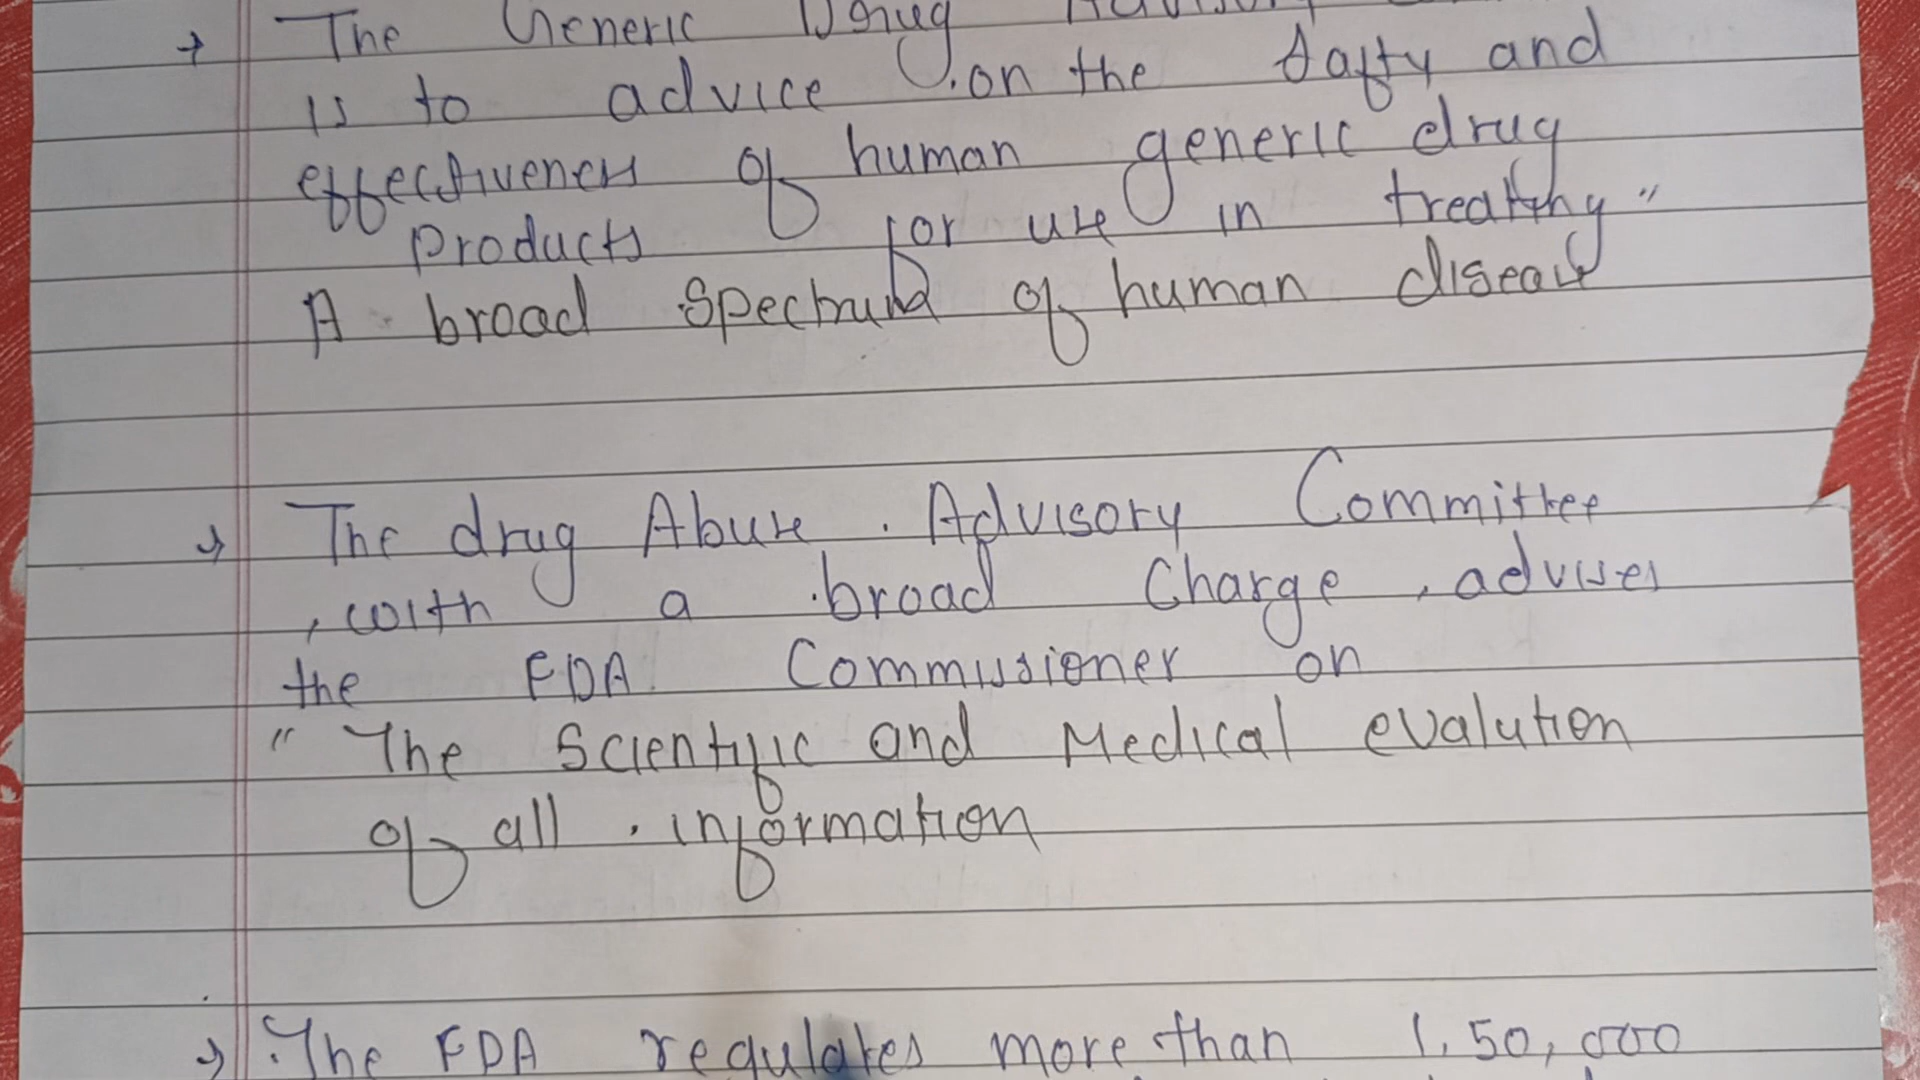 → The Generic Drug Advisory
is to advice on the safty and
effectiveness of human generic drug
products for use in treating "
A broad Spectrum of human disease
→ The drug Abuse Advisory Committee
, with a broad Charge, advises
the FDA Commissioner on
" The Scientific and Medical evalution
of all information
→ The FDA regulates more than 1,50,000